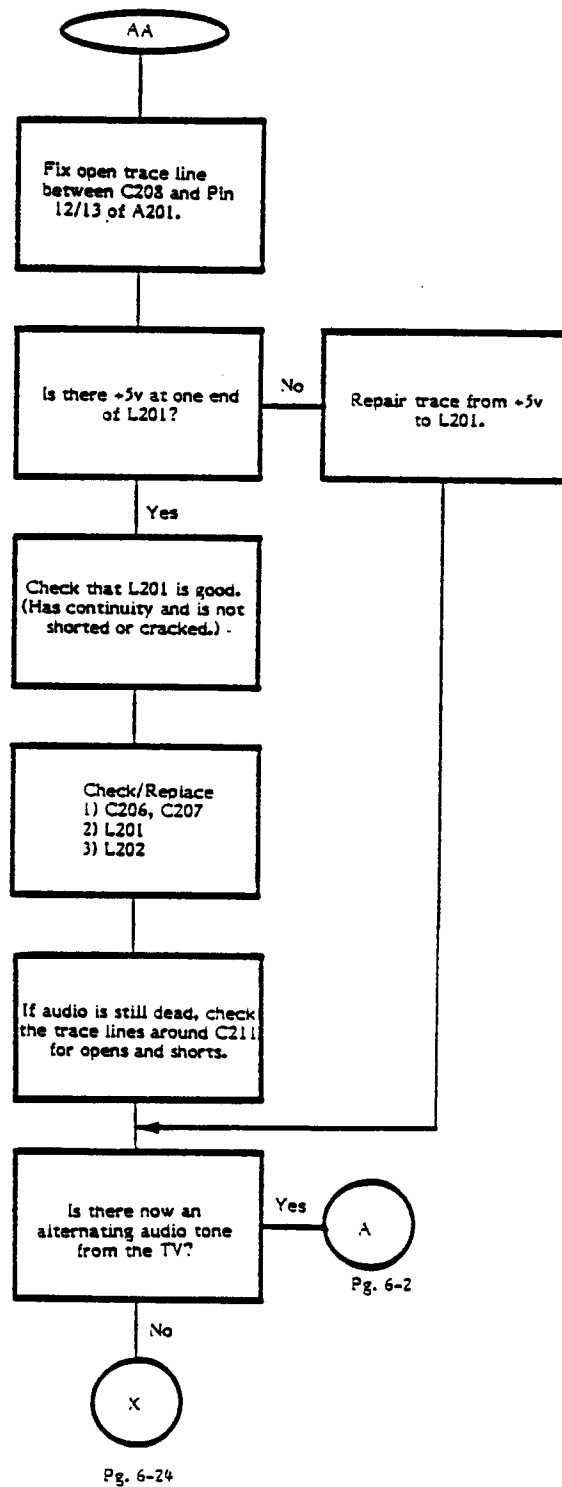 AA
Fix open trace line
between C208 and Pin
12/13 of A201.
Is there +5v at one end
of L201?
No
Repair trace from +5v
to L201.
Yes
Check that L201 is good.
(Has continuity and is not
shorted or cracked.)
Check/Replace
1) C206, C207
2) L201
3) L202
If audio is still dead, check
the trace lines around C211
for opens and shorts.
Is there now an
alternating audio tone
from the TV?
Yes
A
Pg. 6-2
No
X
Pg. 6-24